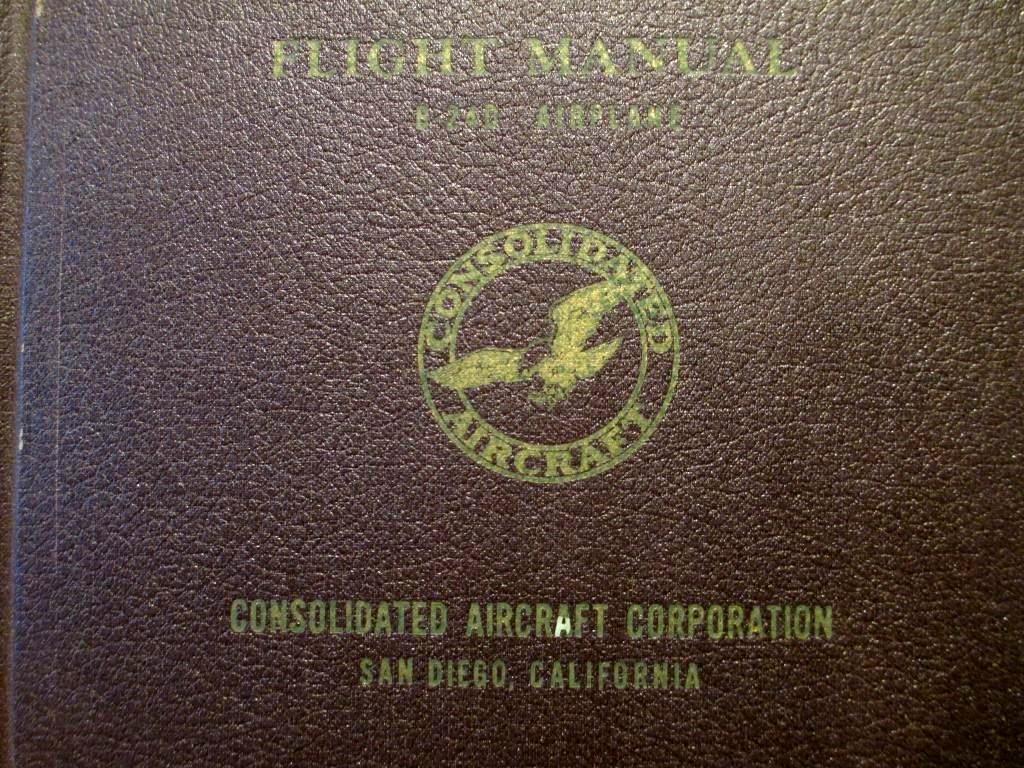 FLIGHT MANUAL
B-24D AIRPLANE
CONSOLIDATED
AIRCRAFT
CONSOLIDATED AIRCRAFT CORPORATION
SAN DIEGO, CALIFORNIA